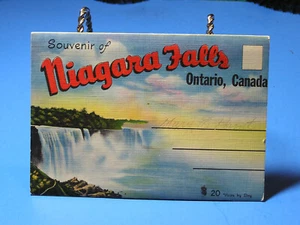 Souvenir of
Niagara Falls
Ontario, Canada
20